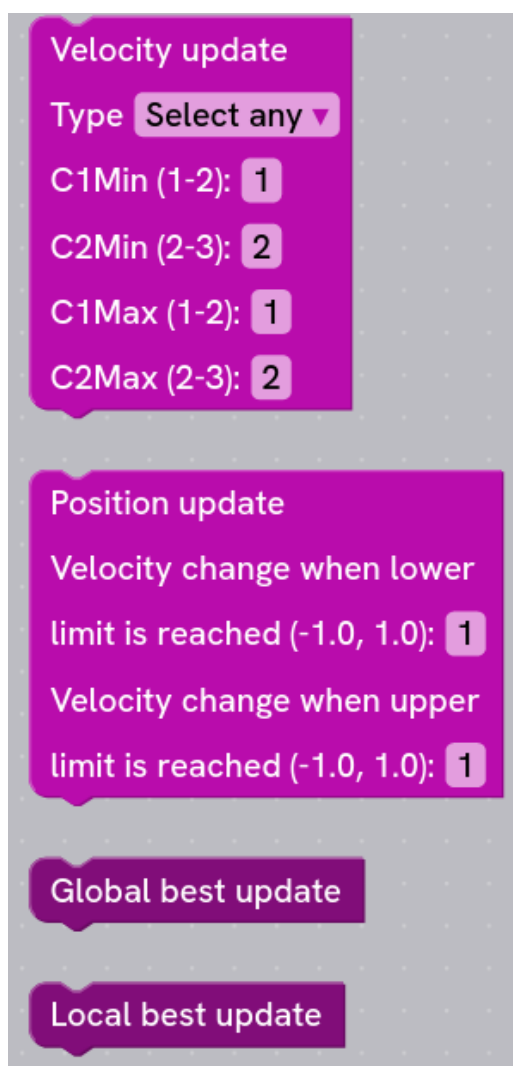 Velocity update
Type Select any ▾
C1Min (1-2): 1
C2Min (2-3): 2
C1Max (1-2): 1
C2Max (2-3): 2
Position update
Velocity change when lower
limit is reached (-1.0, 1.0): 1
Velocity change when upper
limit is reached (-1.0, 1.0): 1
Global best update
Local best update